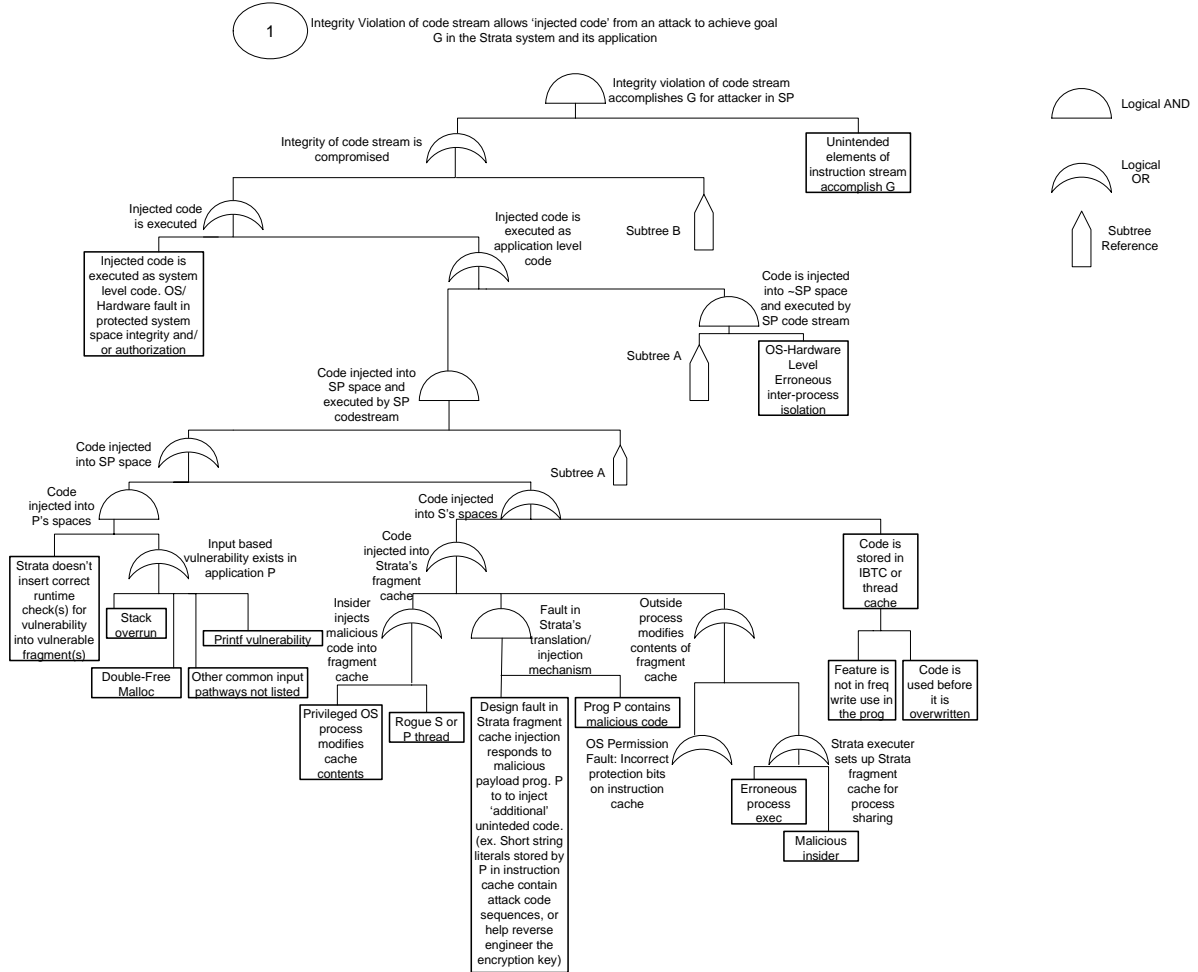 1
Integrity Violation of code stream allows ‘injected code’ from an attack to achieve goal
G in the Strata system and its application
Integrity violation of code stream
accomplishes G for attacker in SP
Logical AND
Logical
OR
Subtree
Reference
Integrity of code stream is
compromised
Unintended
elements of
instruction stream
accomplish G
Injected code
is executed
Injected code is
executed as
application level
code
Subtree B
Injected code is
executed as system
level code. OS/
Hardware fault in
protected system
space integrity and/
or authorization
Code is injected
into ~SP space
and executed by
SP code stream
Subtree A
OS-Hardware
Level
Erroneous
inter-process
isolation
Code injected into
SP space and
executed by SP
codestream
Code injected
into SP space
Subtree A
Code
injected into
P’s spaces
Code injected
into S’s spaces
Strata doesn’t
insert correct
runtime
check(s) for
vulnerability
into vulnerable
fragment(s)
Input based
vulnerability exists in
application P
Stack
overrun
Printf vulnerability
Double-Free
Malloc
Other common input
pathways not listed
Code
injected into
Strata’s
fragment
cache
Code is
stored in
IBTC or
thread
cache
Insider
injects
malicious
code into
fragment
cache
Fault in
Strata’s
translation/
injection
mechanism
Outside
process
modifies
contents of
fragment
cache
Feature is
not in freq
write use in
the prog
Code is
used before
it is
overwritten
Privileged OS
process
modifies
cache
contents
Rogue S or
P thread
Design fault in
Strata fragment
cache injection
responds to
malicious
payload prog. P
to to inject
‘additional’
uninteded code.
(ex. Short string
literals stored by
P in instruction
cache contain
attack code
sequences, or
help reverse
engineer the
encryption key)
Prog P contains
malicious code
OS Permission
Fault: Incorrect
protection bits
on instruction
cache
Strata executer
sets up Strata
fragment
cache for
process
sharing
Erroneous
process
exec
Malicious
insider